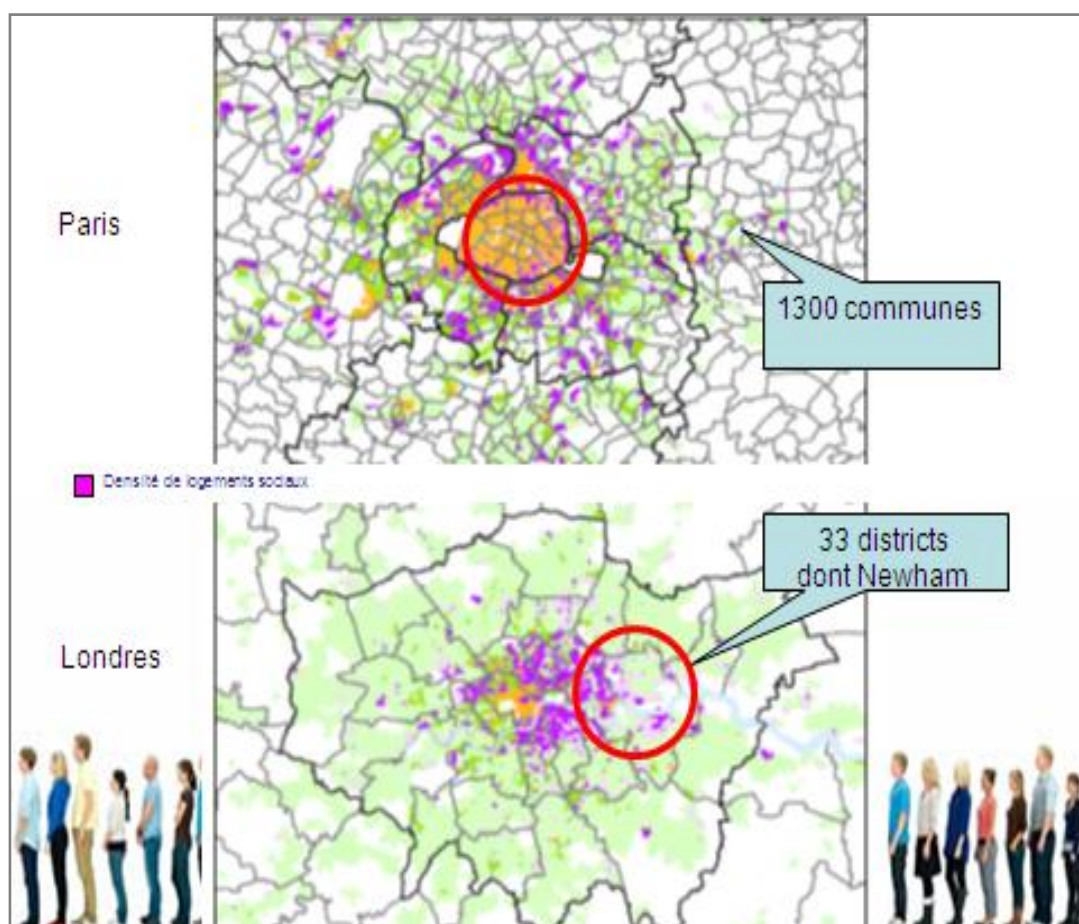 Paris
1300 communes
Densité de logements sociaux
33 districts
dont Newham
Londres